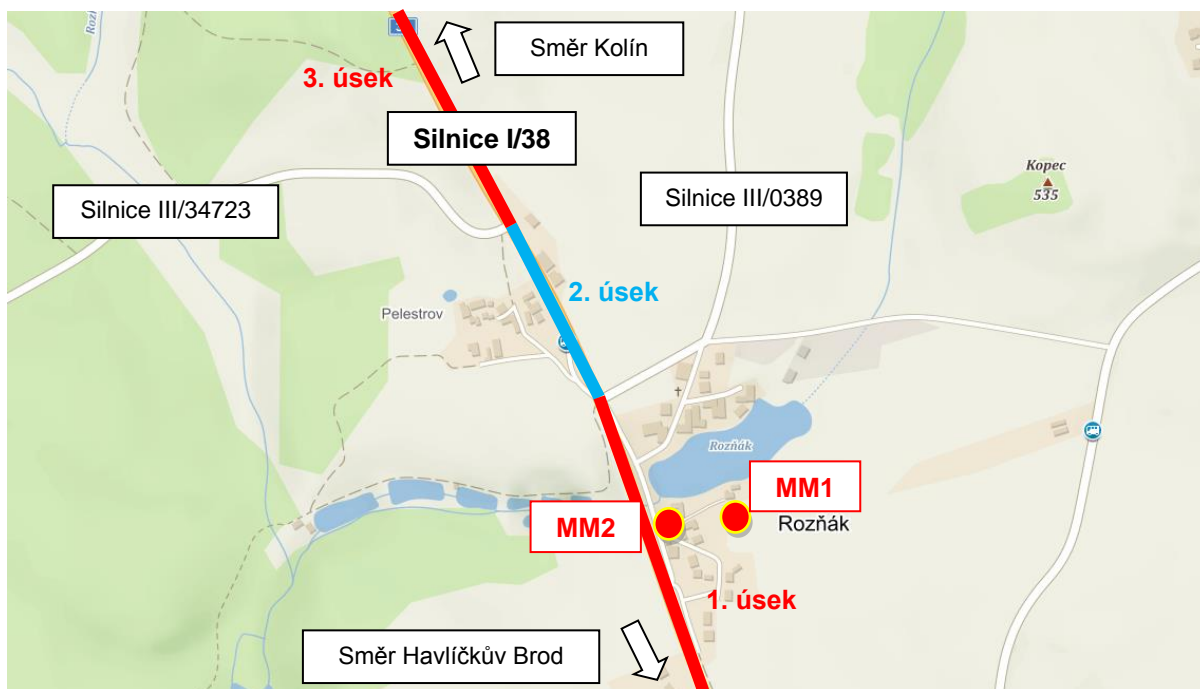 Směr Kolín
3. úsek
Silnice I/38
Kopec
535
Silnice III/34723
Silnice III/0389
2. úsek
Pelestrov
Rozňák
MM1
MM2
Rozňák
1. úsek
Směr Havlíčkův Brod